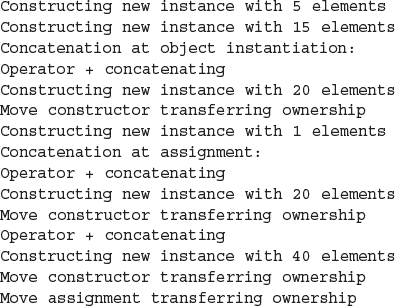 Constructing new instance with 5 elements
Constructing new instance with 15 elements
Concatenation at object instantiation:
Operator + concatenating
Constructing new instance with 20 elements
Move constructor transferring ownership
Constructing new instance with 1 elements
Concatenation at assignment:
Operator + concatenating
Constructing new instance with 20 elements
Move constructor transferring ownership
Operator + concatenating
Constructing new instance with 40 elements
Move constructor transferring ownership
Move assignment transferring ownership